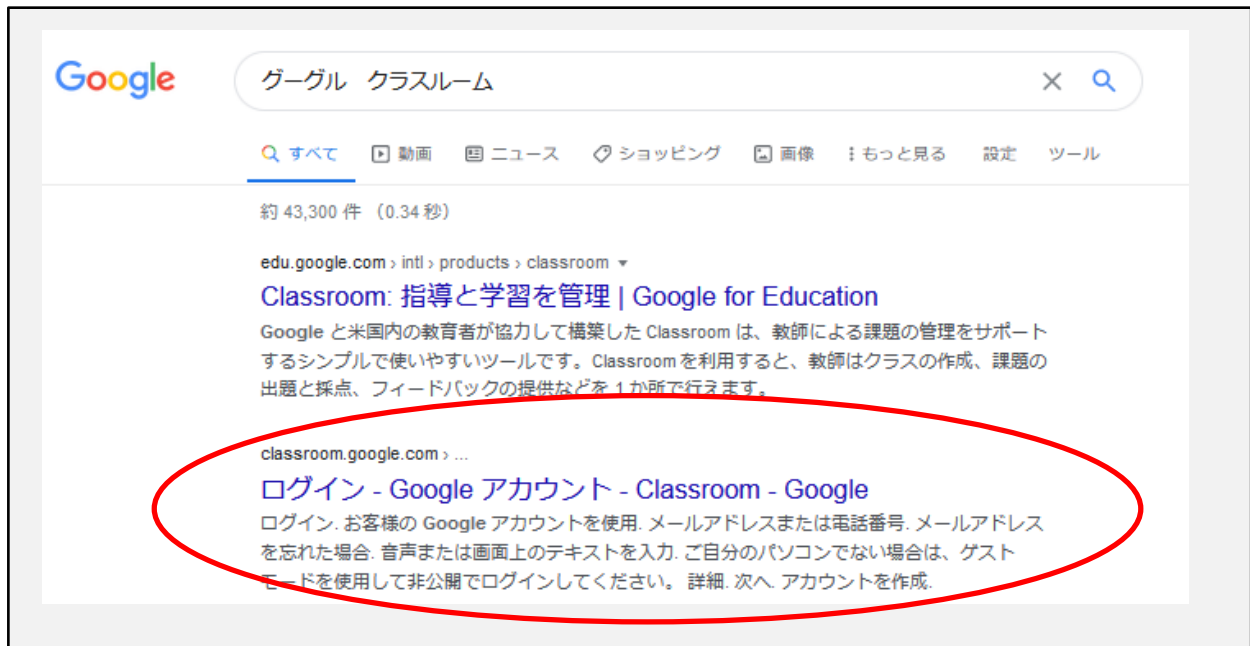 Google グーグル　クラスルーム
すべて 動画 ニュース ショッピング 画像 もっと見る 設定 ツール
約 43,300 件 （0.34 秒）
edu.google.com › intl › products › classroom
Classroom: 指導と学習を管理 | Google for Education
Google と米国内の教育者が協力して構築した Classroom は、教師による課題の管理をサポート
するシンプルで使いやすいツールです。Classroom を利用すると、教師はクラスの作成、課題の
出題と採点、フィードバックの提供などを 1 か所で行えます。
classroom.google.com › ...
ログイン - Google アカウント - Classroom - Google
ログイン. お客様の Google アカウントを使用. メールアドレスまたは電話番号. メールアドレス
を忘れた場合. 音声または画面上のテキストを入力. ご自分のパソコンでない場合は、ゲスト
モードを使用して非公開でログインしてください。 詳細. 次へ. アカウントを作成.